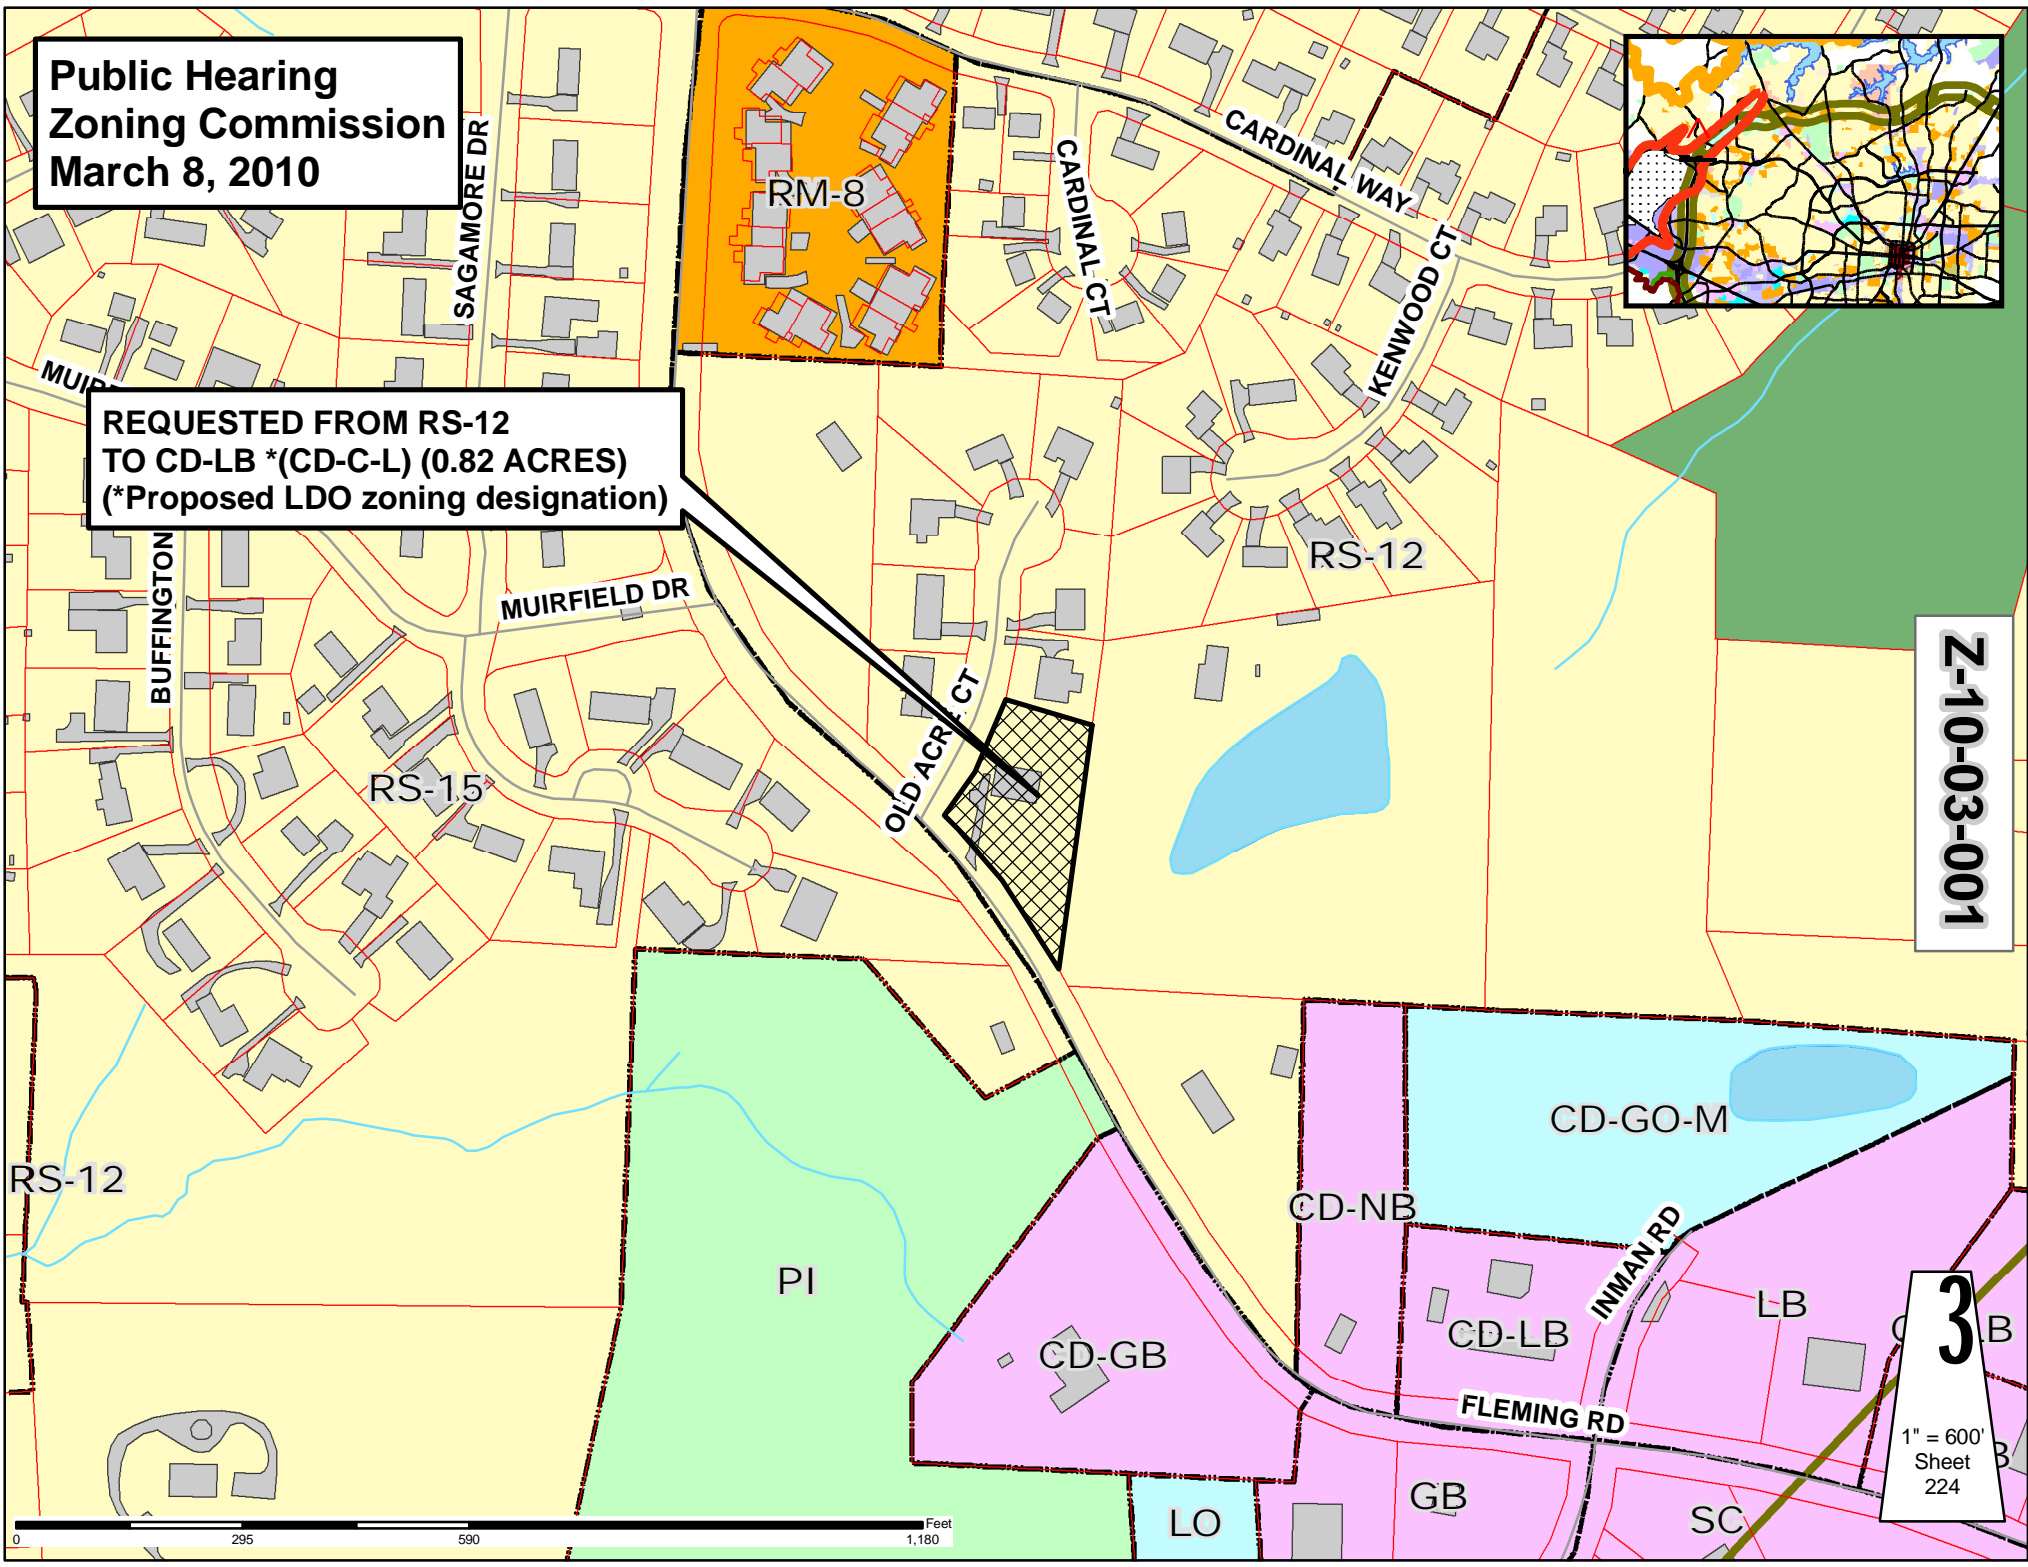 Public Hearing
Zoning Commission
March 8, 2010
SAGAMORE DR
RM-8
CARDINAL WAY
CARDINAL CT
KENWOOD CT
REQUESTED FROM RS-12
TO CD-LB *(CD-C-L) (0.82 ACRES)
(*Proposed LDO zoning designation)
RS-12
BUFFINGTON
MUIRFIELD DR
Z-10-03-001
OLD ACRE CT
RS-15
CD-GO-M
RS-12
CD-NB
INMAN RD
PI
LB
CD-LB
CD-GB
3
FLEMING RD
1" = 600'
Sheet
224
GB
LO
SC
Feet
0 295 590 1,180